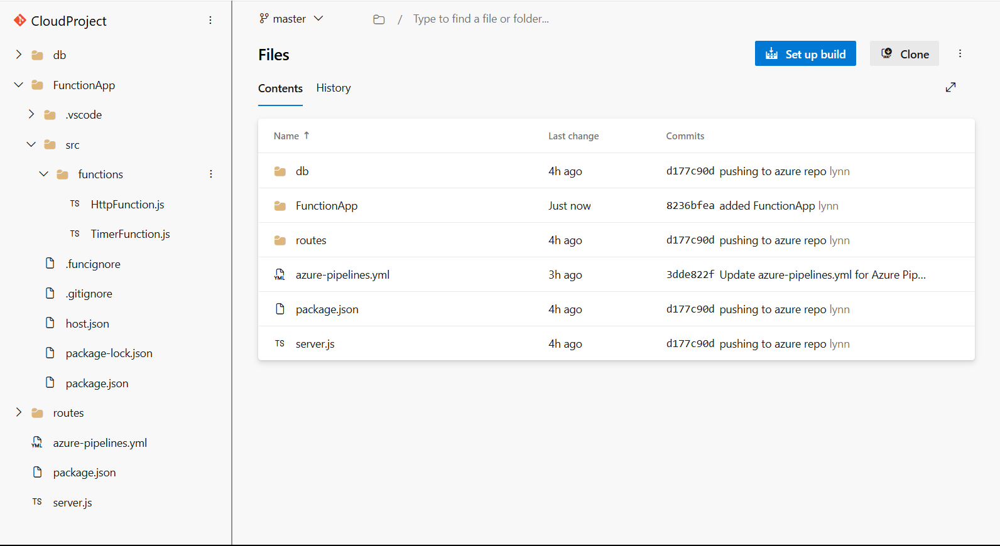 CloudProject
db
FunctionApp
.vscode
src
functions
TS HttpFunction.js
TS TimerFunction.js
.funcignore
.gitignore
host.json
package-lock.json
package.json
routes
YML azure-pipelines.yml
package.json
TS server.js
master / Type to find a file or folder...
Files Set up build Clone
Contents History
Name ↑ Last change Commits
db 4h ago d177c90d pushing to azure repo lynn
FunctionApp Just now 8236bfea added FunctionApp lynn
routes 4h ago d177c90d pushing to azure repo lynn
YML azure-pipelines.yml 3h ago 3dde822f Update azure-pipelines.yml for Azure Pip...
package.json 4h ago d177c90d pushing to azure repo lynn
TS server.js 4h ago d177c90d pushing to azure repo lynn